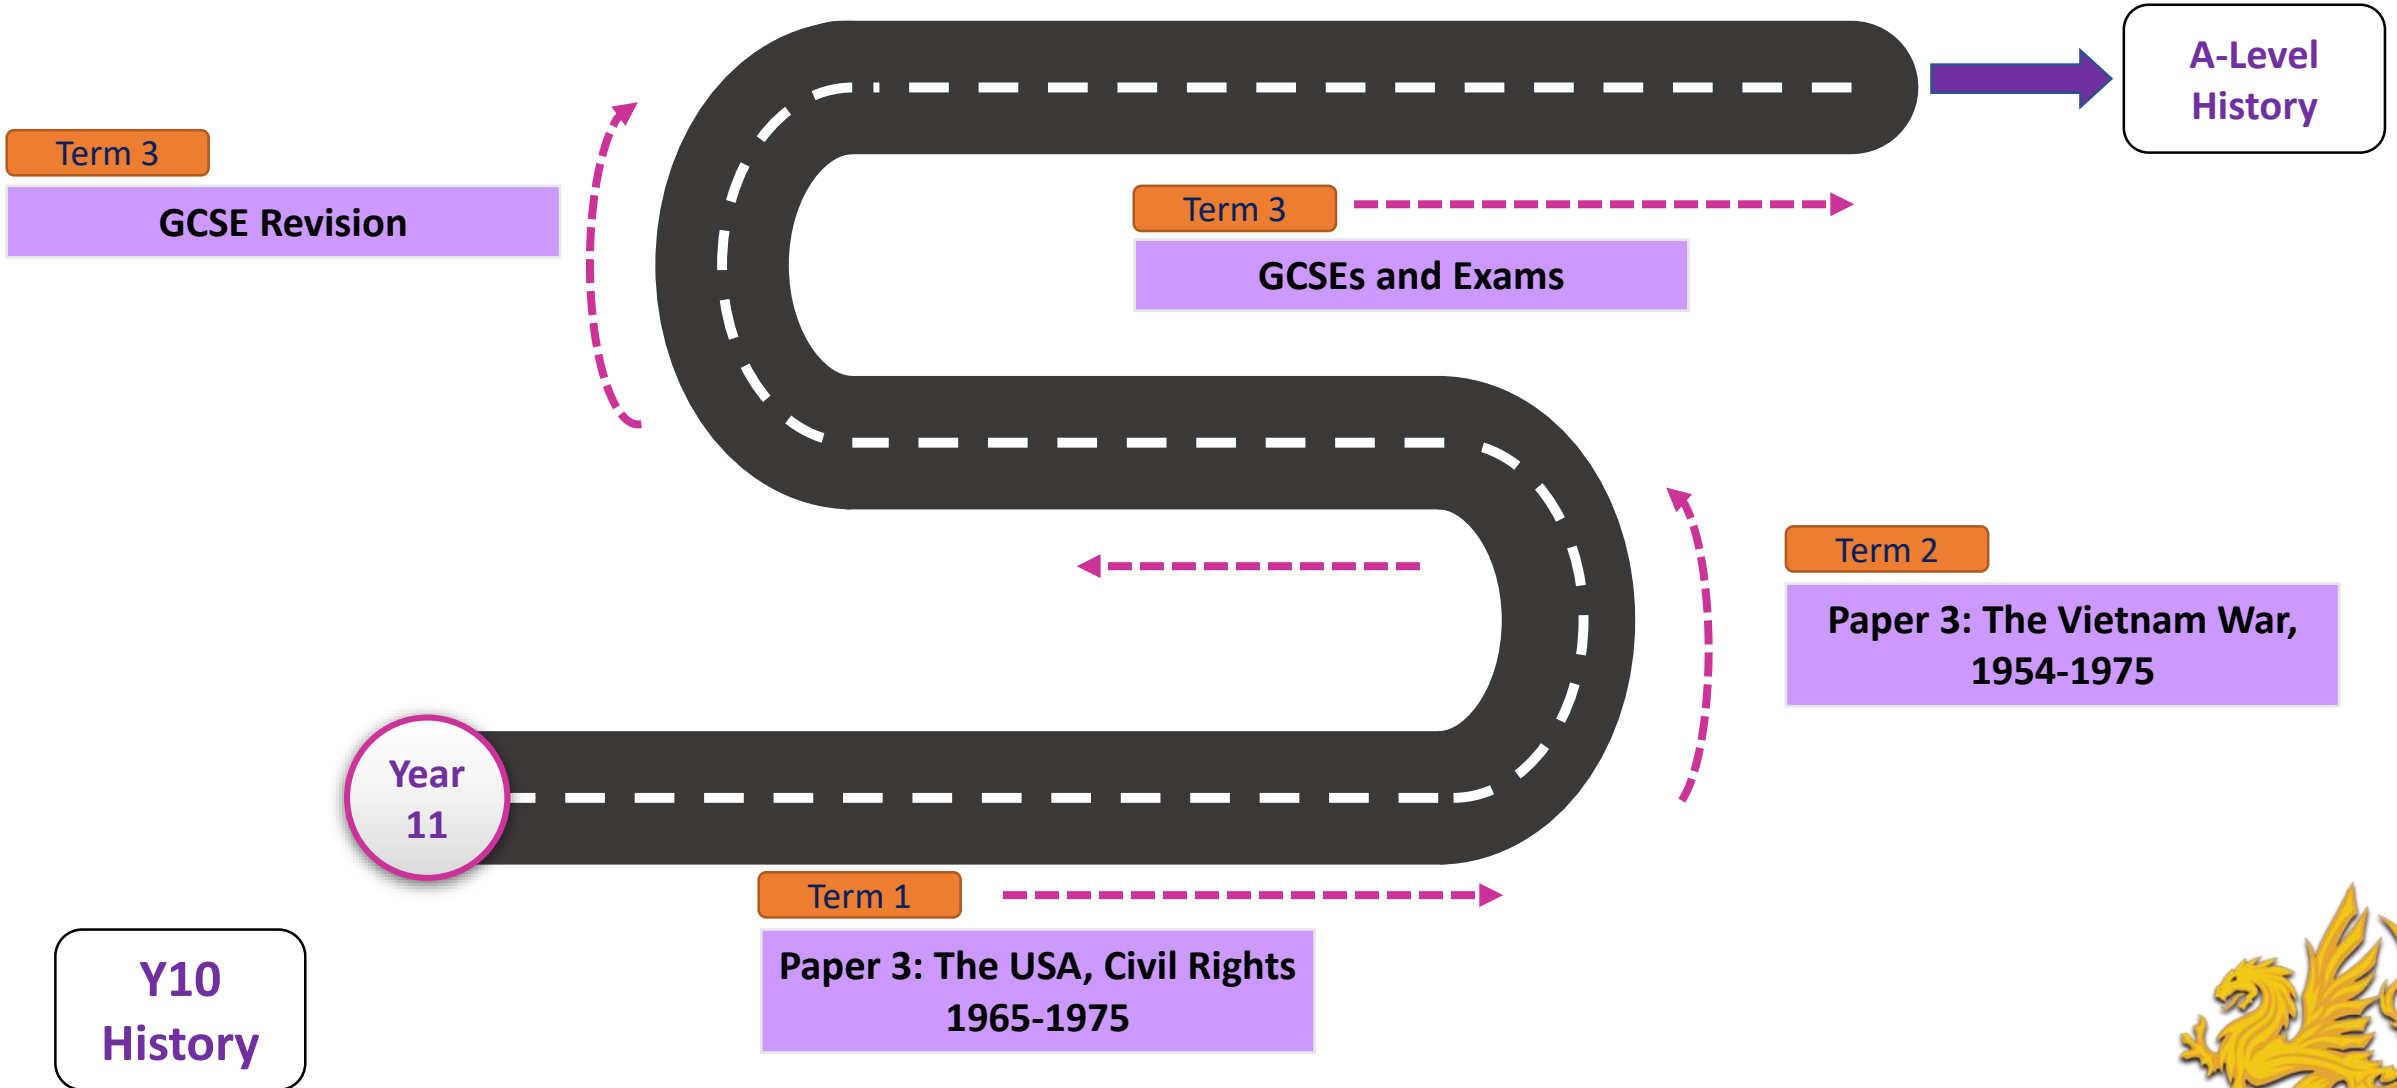 A-Level
History
Term 3
GCSE Revision
Term 3
GCSEs and Exams
Term 2
Paper 3: The Vietnam War,
1954-1975
Year
11
Term 1
Paper 3: The USA, Civil Rights
1965-1975
Y10
History